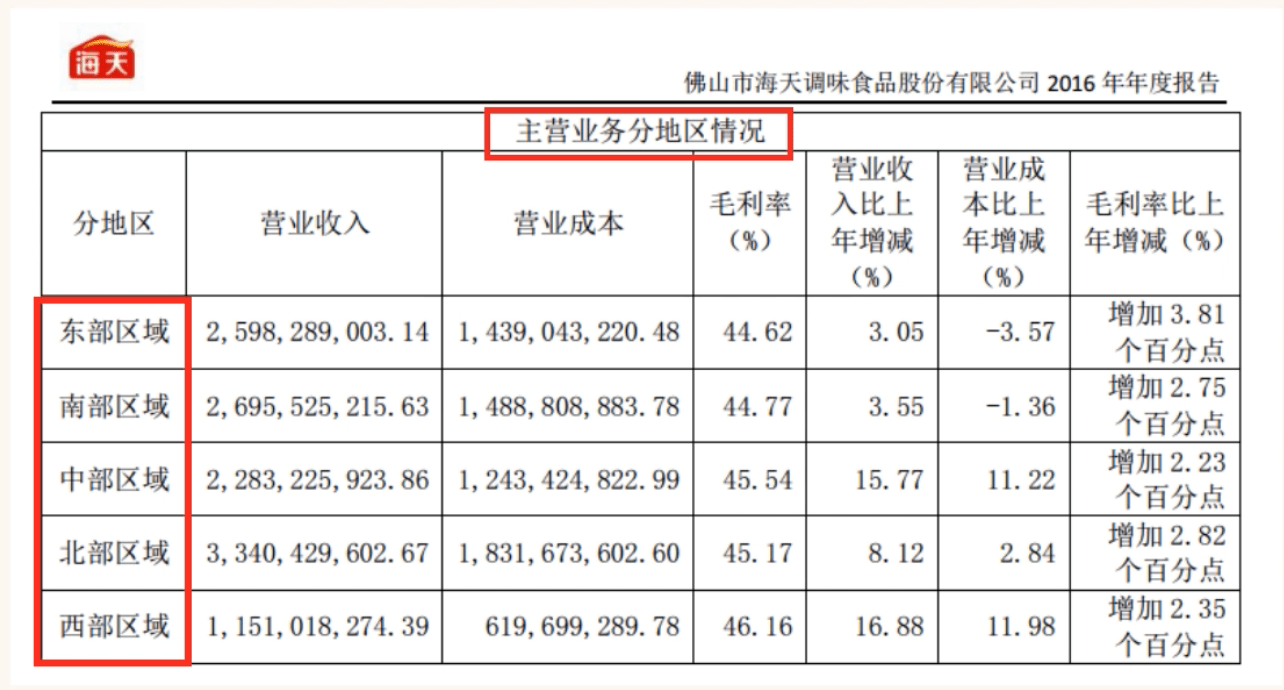 海天
佛山市海天调味食品股份有限公司 2016 年年度报告
主营业务分地区情况
分地区 营业收入 营业成本 毛利率（%） 营业收入比上年增减（%） 营业成本比上年增减（%） 毛利率比上年增减（%）
东部区域 2,598,289,003.14 1,439,043,220.48 44.62 3.05 -3.57 增加 3.81 个百分点
南部区域 2,695,525,215.63 1,488,808,883.78 44.77 3.55 -1.36 增加 2.75 个百分点
中部区域 2,283,225,923.86 1,243,424,822.99 45.54 15.77 11.22 增加 2.23 个百分点
北部区域 3,340,429,602.67 1,831,673,602.60 45.17 8.12 2.84 增加 2.82 个百分点
西部区域 1,151,018,274.39 619,699,289.78 46.16 16.88 11.98 增加 2.35 个百分点